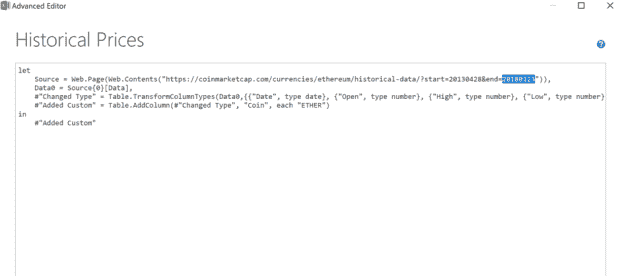 Advanced Editor
Historical Prices
let
Source = Web.Page(Web.Contents("https://coinmarketcap.com/currencies/ethereum/historical-data/?start=20130428&end=20180121")),
Data0 = Source{0}[Data],
#"Changed Type" = Table.TransformColumnTypes(Data0,{{"Date", type date}, {"Open", type number}, {"High", type number}, {"Low", type number}
#"Added Custom" = Table.AddColumn(#"Changed Type", "Coin", each "ETHER")
in
#"Added Custom"